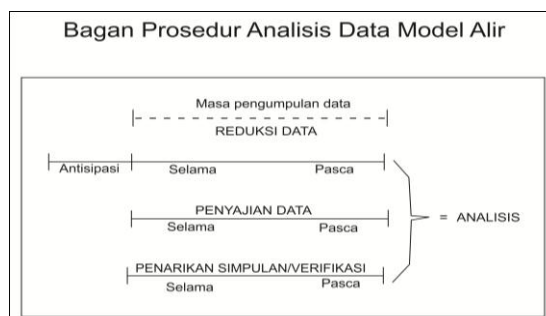 Bagan Prosedur Analisis Data Model Alir
Masa pengumpulan data
REDUKSI DATA
Antisipasi Selama Pasca
PENYAJIAN DATA
Selama Pasca
= ANALISIS
PENARIKAN SIMPULAN/VERIFIKASI
Selama Pasca